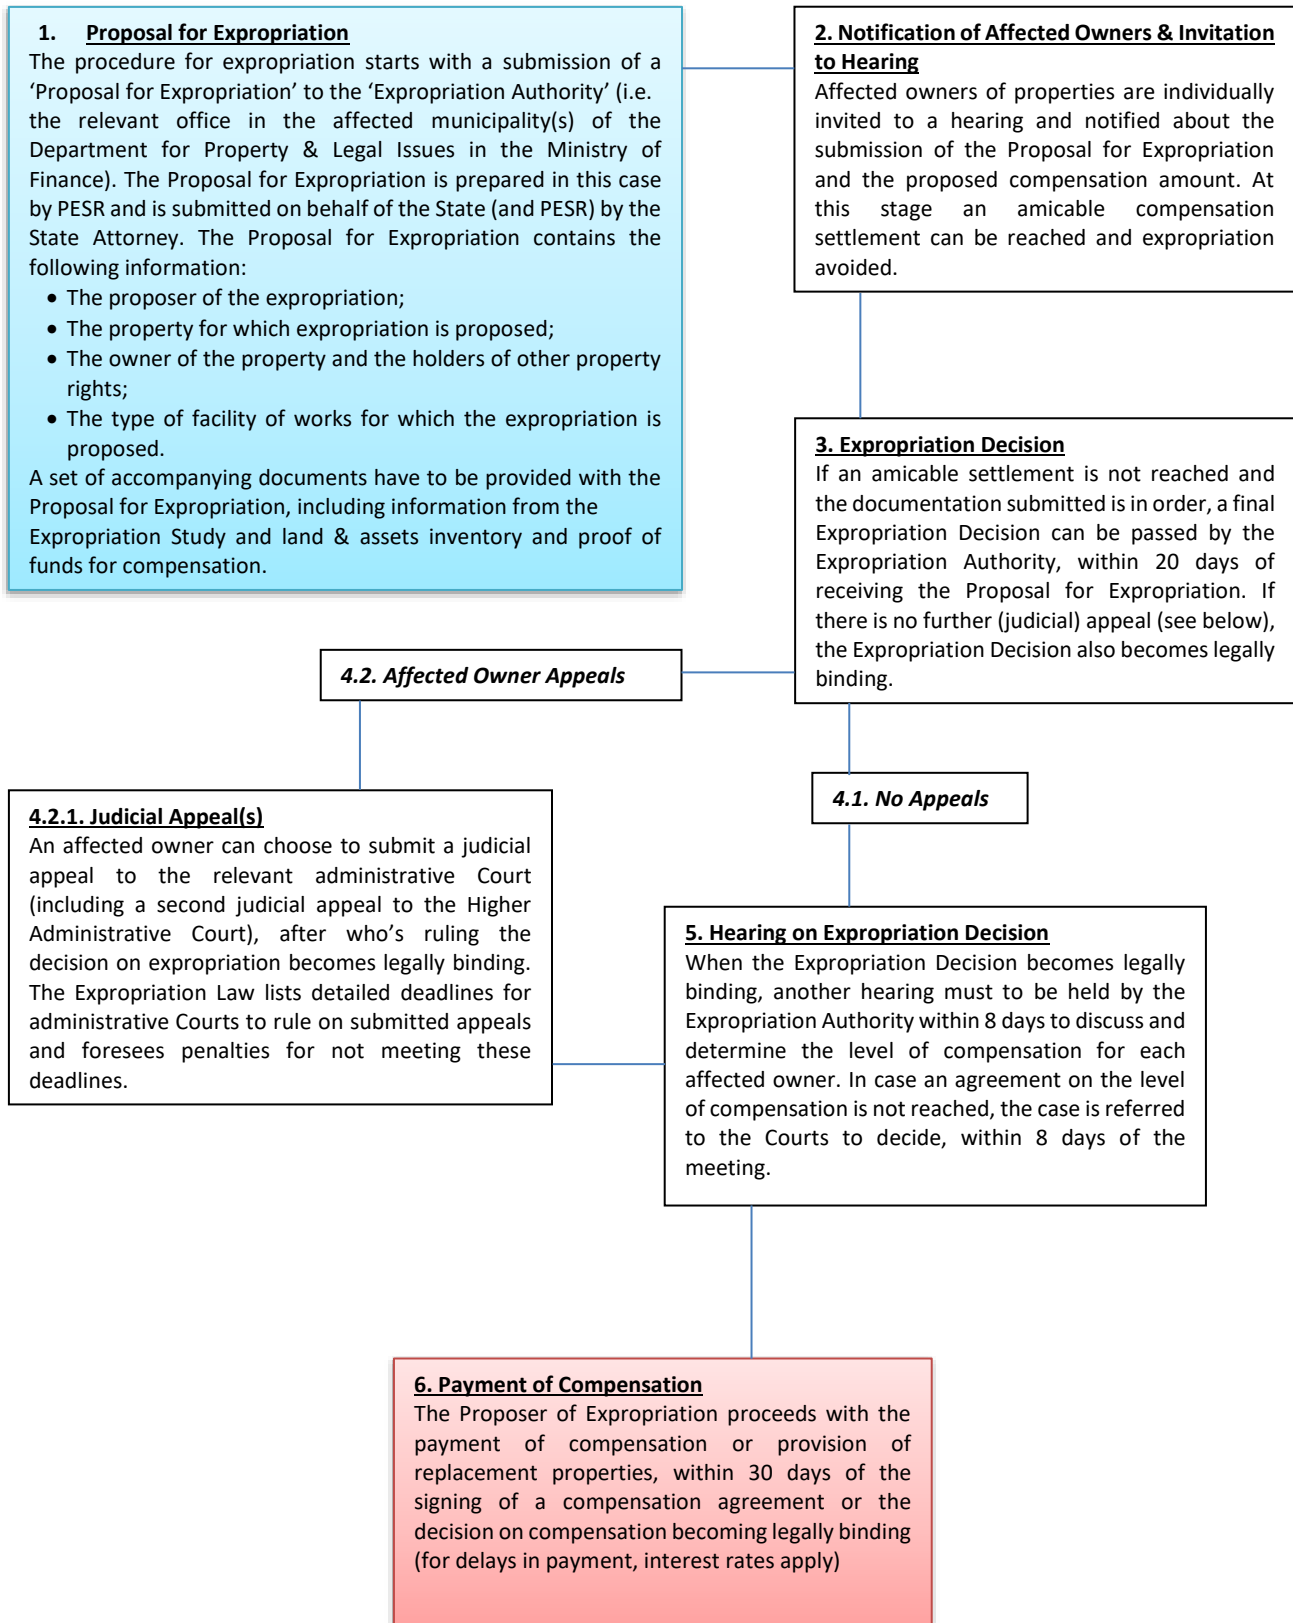 1. Proposal for Expropriation
The procedure for expropriation starts with a submission of a
‘Proposal for Expropriation’ to the ‘Expropriation Authority’ (i.e.
the relevant office in the affected municipality(s) of the
Department for Property & Legal Issues in the Ministry of
Finance). The Proposal for Expropriation is prepared in this case
by PESR and is submitted on behalf of the State (and PESR) by the
State Attorney. The Proposal for Expropriation contains the
following information:
• The proposer of the expropriation;
• The property for which expropriation is proposed;
• The owner of the property and the holders of other property
rights;
• The type of facility of works for which the expropriation is
proposed.
A set of accompanying documents have to be provided with the
Proposal for Expropriation, including information from the
Expropriation Study and land & assets inventory and proof of
funds for compensation.
2. Notification of Affected Owners & Invitation
to Hearing
Affected owners of properties are individually
invited to a hearing and notified about the
submission of the Proposal for Expropriation
and the proposed compensation amount. At
this stage an amicable compensation
settlement can be reached and expropriation
avoided.
3. Expropriation Decision
If an amicable settlement is not reached and
the documentation submitted is in order, a final
Expropriation Decision can be passed by the
Expropriation Authority, within 20 days of
receiving the Proposal for Expropriation. If
there is no further (judicial) appeal (see below),
the Expropriation Decision also becomes legally
binding.
4.2. Affected Owner Appeals
4.1. No Appeals
4.2.1. Judicial Appeal(s)
An affected owner can choose to submit a judicial
appeal to the relevant administrative Court
(including a second judicial appeal to the Higher
Administrative Court), after who's ruling the
decision on expropriation becomes legally binding.
The Expropriation Law lists detailed deadlines for
administrative Courts to rule on submitted appeals
and foresees penalties for not meeting these
deadlines.
5. Hearing on Expropriation Decision
When the Expropriation Decision becomes legally
binding, another hearing must to be held by the
Expropriation Authority within 8 days to discuss and
determine the level of compensation for each
affected owner. In case an agreement on the level
of compensation is not reached, the case is referred
to the Courts to decide, within 8 days of the
meeting.
6. Payment of Compensation
The Proposer of Expropriation proceeds with the
payment of compensation or provision of
replacement properties, within 30 days of the
signing of a compensation agreement or the
decision on compensation becoming legally binding
(for delays in payment, interest rates apply)